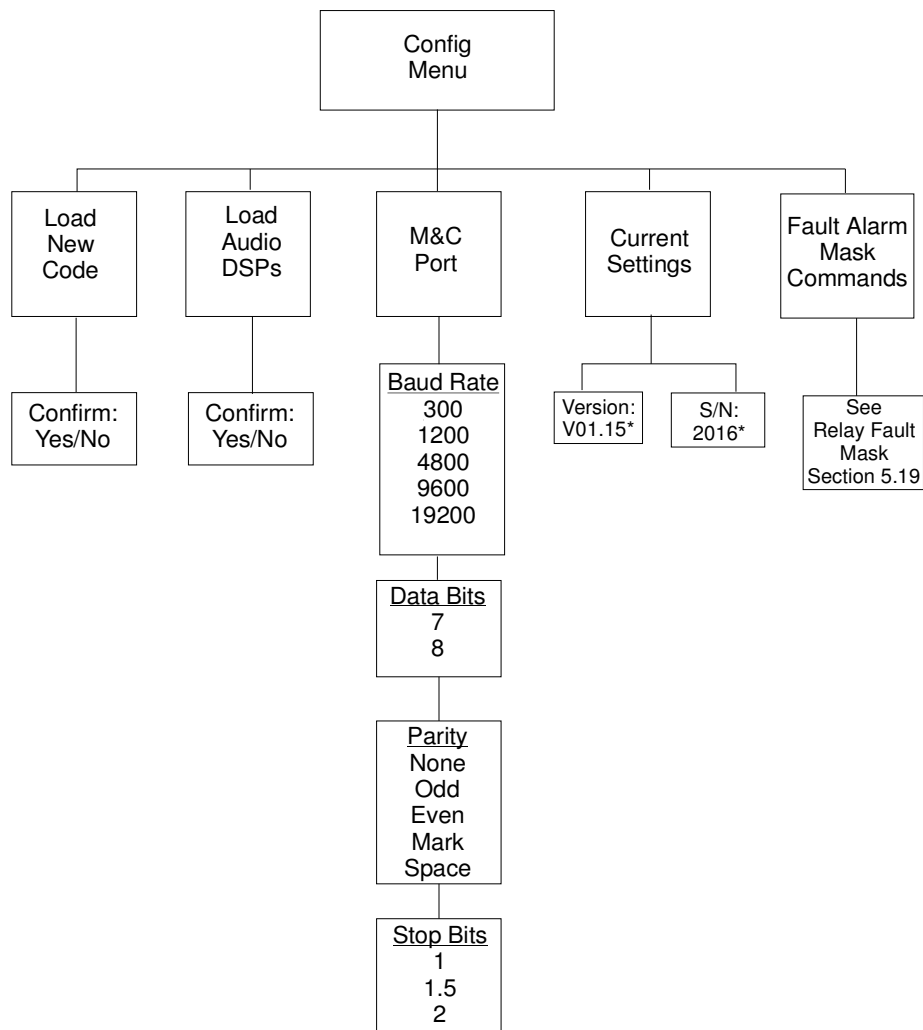 Config
Menu
Load
New
Code
Load
Audio
DSPs
M&C
Port
Current
Settings
Fault Alarm
Mask
Commands
Confirm:
Yes/No
Confirm:
Yes/No
Baud Rate
300
1200
4800
9600
19200
Version:
V01.15*
S/N:
2016*
See
Relay Fault
Mask
Section 5.19
Data Bits
7
8
Parity
None
Odd
Even
Mark
Space
Stop Bits
1
1.5
2